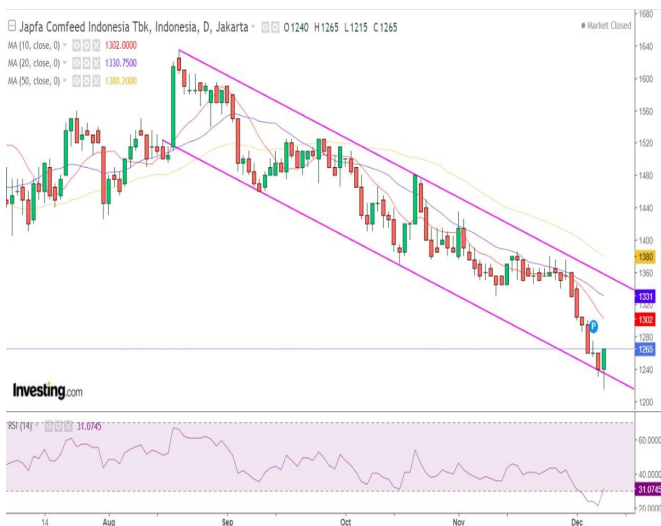 Japfa Comfeed Indonesia Tbk, Indonesia, D, Jakarta O1240 H1265 L1215 C1265
Market Closed
MA (10, close, 0) 1302.0000
MA (20, close, 0) 1330.7500
MA (50, close, 0) 1380.2000
1680
1640
1600
1560
1520
1480
1440
1400
1380
1360
1331
1302
1280
1265
1240
1200
P
Investing.com
RSI (14) 31.0745
60.0000
31.0745
20.0000
14 Aug Sep Oct Nov Dec